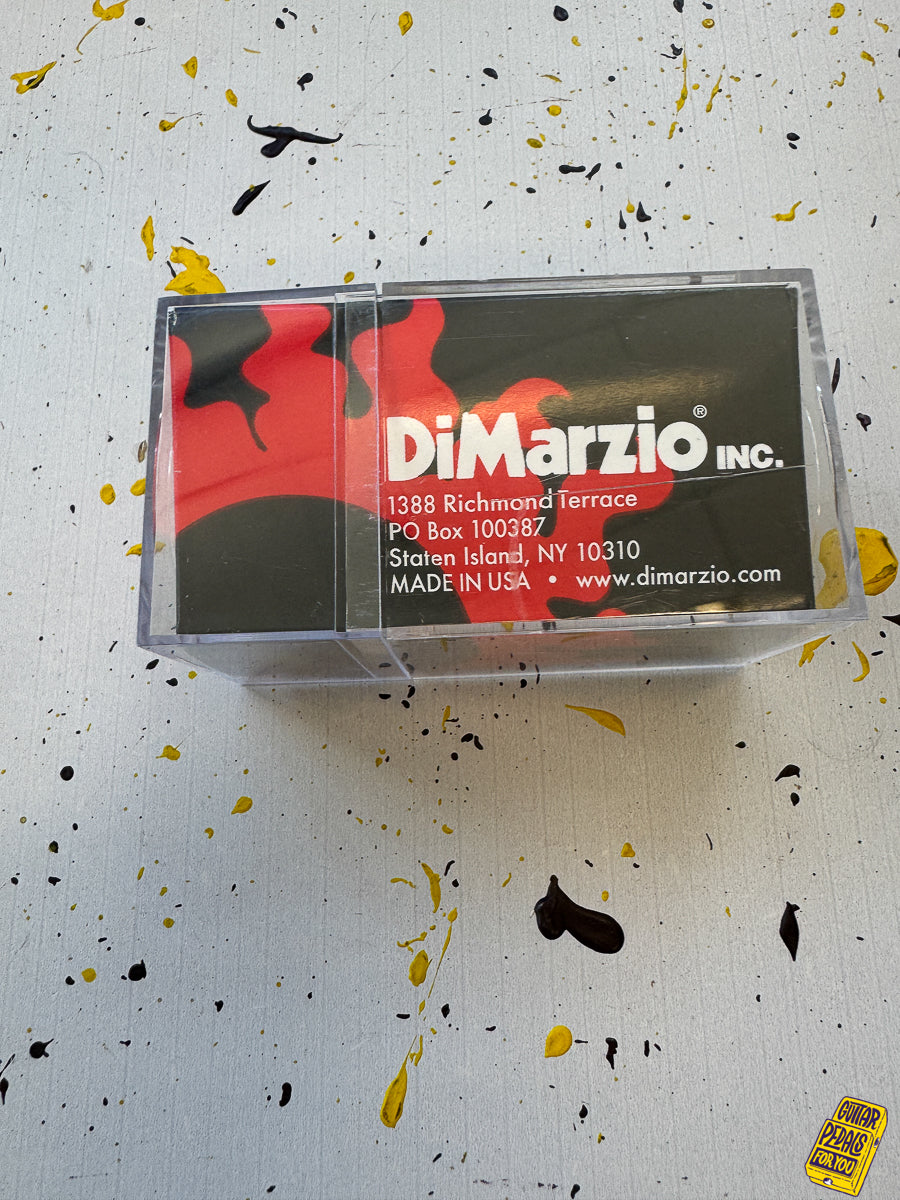 DiMarzio® INC.
1388 Richmond Terrace
PO Box 100387
Staten Island, NY 10310
MADE IN USA • www.dimarzio.com
GUITAR
PEDALS
FOR YOU